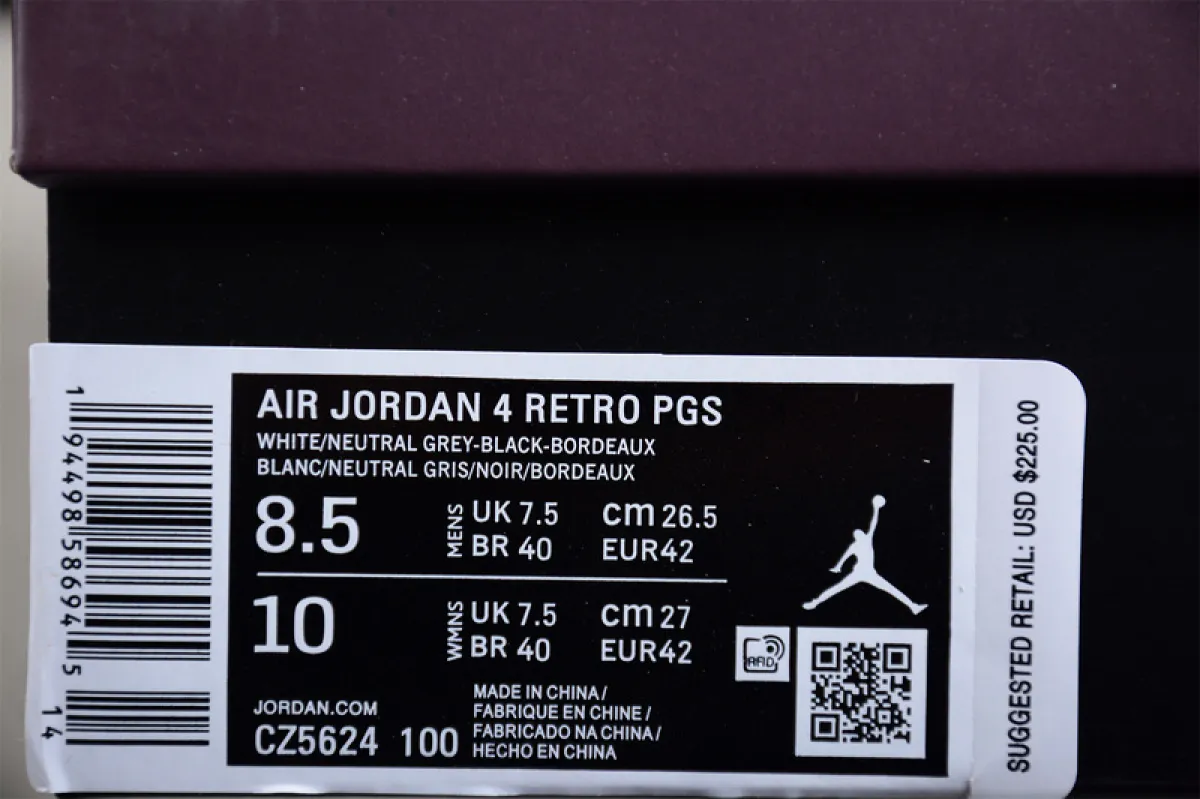 AIR JORDAN 4 RETRO PGS
WHITE/NEUTRAL GREY-BLACK-BORDEAUX
BLANC/NEUTRAL GRIS/NOIR/BORDEAUX
8.5
MENS
UK 7.5 cm 26.5
BR 40 EUR42
10
WMNS
UK 7.5 cm 27
BR 40 EUR42
JORDAN.COM
CZ5624 100
MADE IN CHINA/
FABRIQUE EN CHINE/
FABRICADO NA CHINA/
HECHO EN CHINA
RFID
1 94498 58694 5
14
SUGGESTED RETAIL: USD $225.00